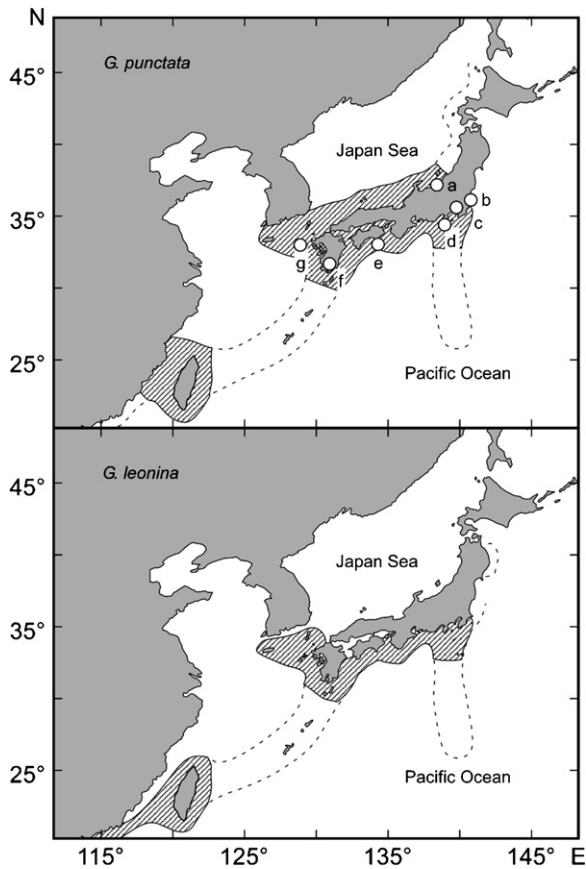 N
G. punctata
45°
Japan Sea
a
b
35°
c
d
g
e
f
25°
Pacific Ocean
G. leonina
45°
Japan Sea
35°
25°
Pacific Ocean
115° 125° 135° 145° E